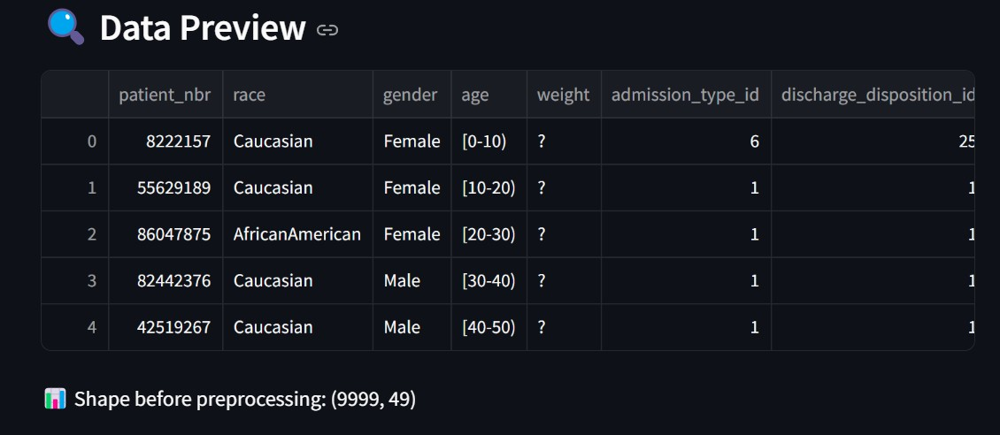 Data Preview
patient_nbr race gender age weight admission_type_id discharge_disposition_id
0 8222157 Caucasian Female [0-10) ? 6 25
1 55629189 Caucasian Female [10-20) ? 1 1
2 86047875 AfricanAmerican Female [20-30) ? 1 1
3 82442376 Caucasian Male [30-40) ? 1 1
4 42519267 Caucasian Male [40-50) ? 1 1
Shape before preprocessing: (9999, 49)